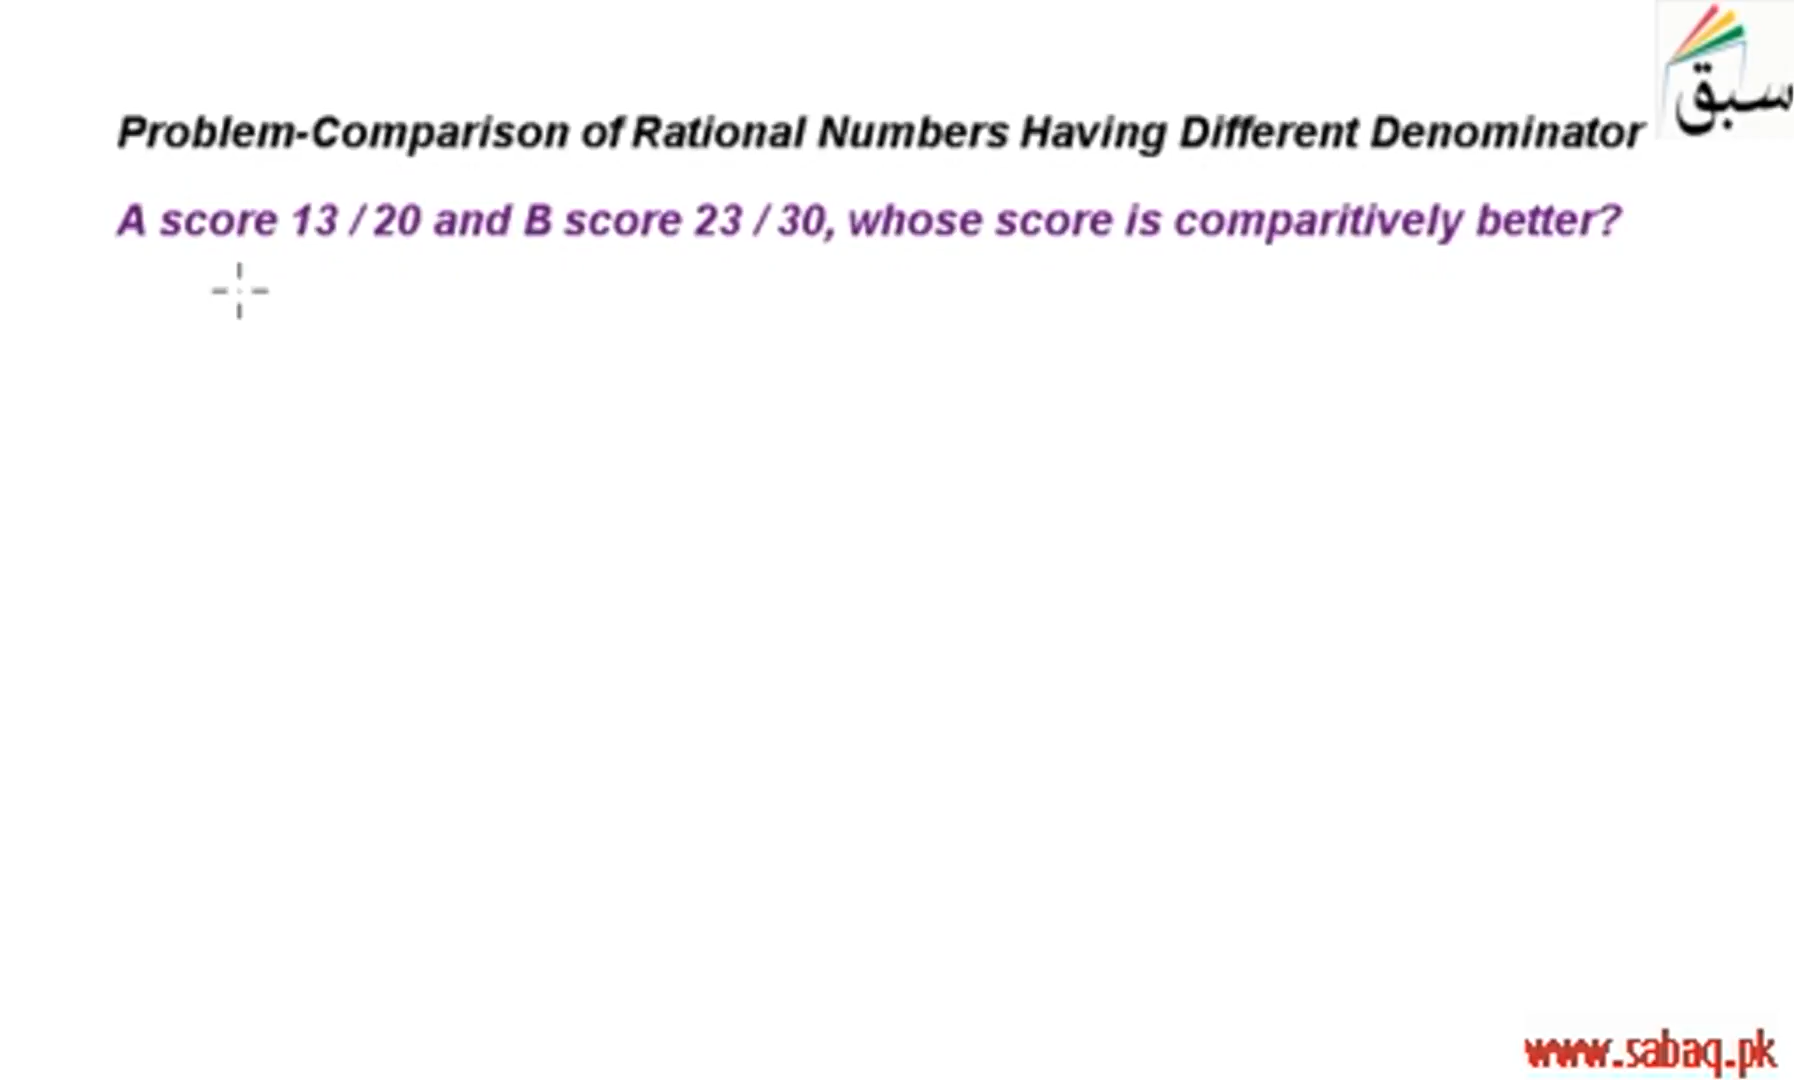 سبق
Problem-Comparison of Rational Numbers Having Different Denominator
A score 13 / 20 and B score 23 / 30, whose score is comparitively better?
www.sabaq.pk